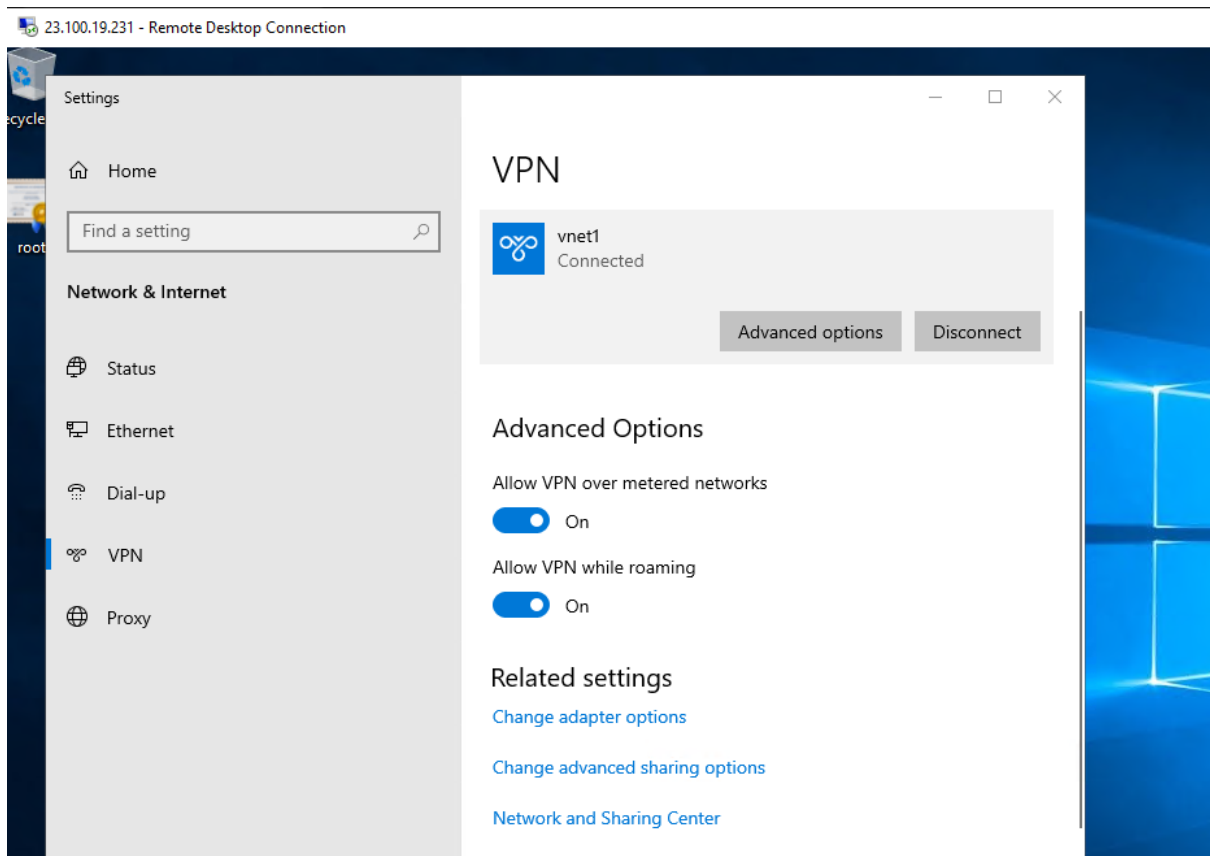 23.100.19.231 - Remote Desktop Connection
Settings
Home
Find a setting
root
Network & Internet
Status
Ethernet
Dial-up
VPN
Proxy
VPN
vnet1
Connected
Advanced options Disconnect
Advanced Options
Allow VPN over metered networks
On
Allow VPN while roaming
On
Related settings
Change adapter options
Change advanced sharing options
Network and Sharing Center